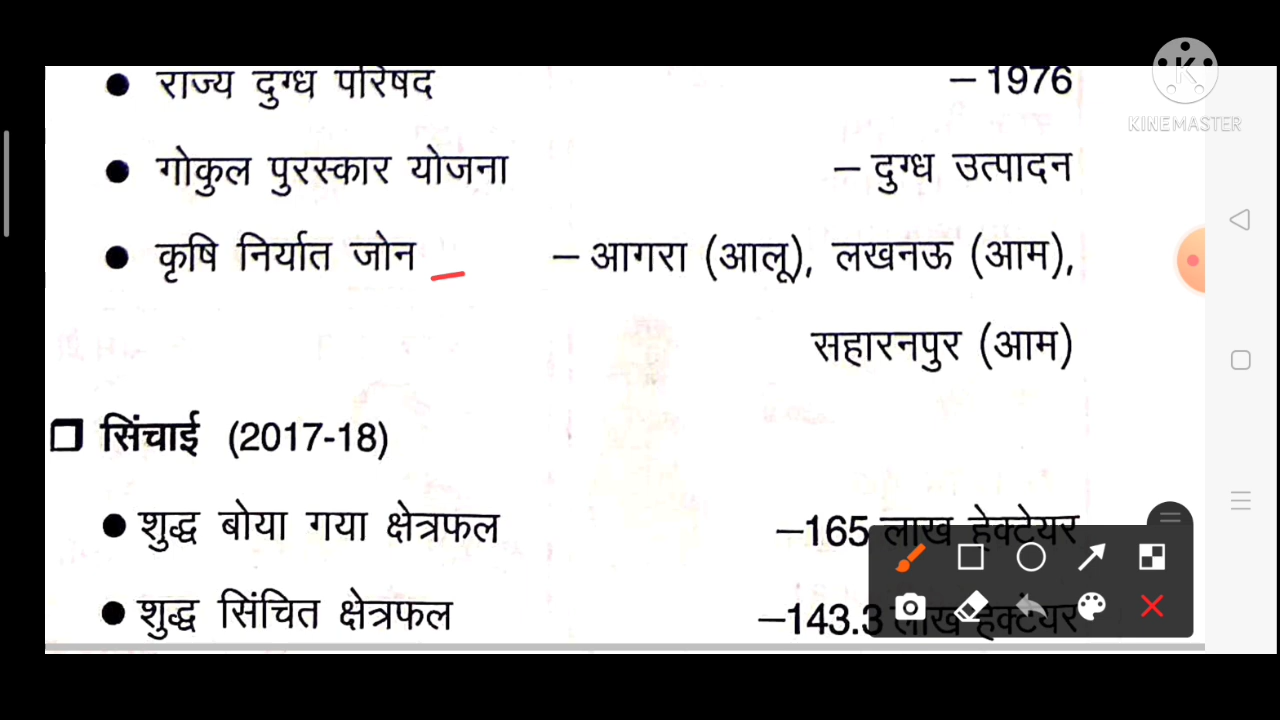 ● राज्य दुग्ध परिषद – 1976
KINEMASTER
● गोकुल पुरस्कार योजना – दुग्ध उत्पादन
● कृषि निर्यात जोन – आगरा (आलू), लखनऊ (आम),
सहारनपुर (आम)
❒ सिंचाई (2017-18)
● शुद्ध बोया गया क्षेत्रफल –165 लाख हेक्टेयर
● शुद्ध सिंचित क्षेत्रफल –143.3 लाख हेक्टेयर